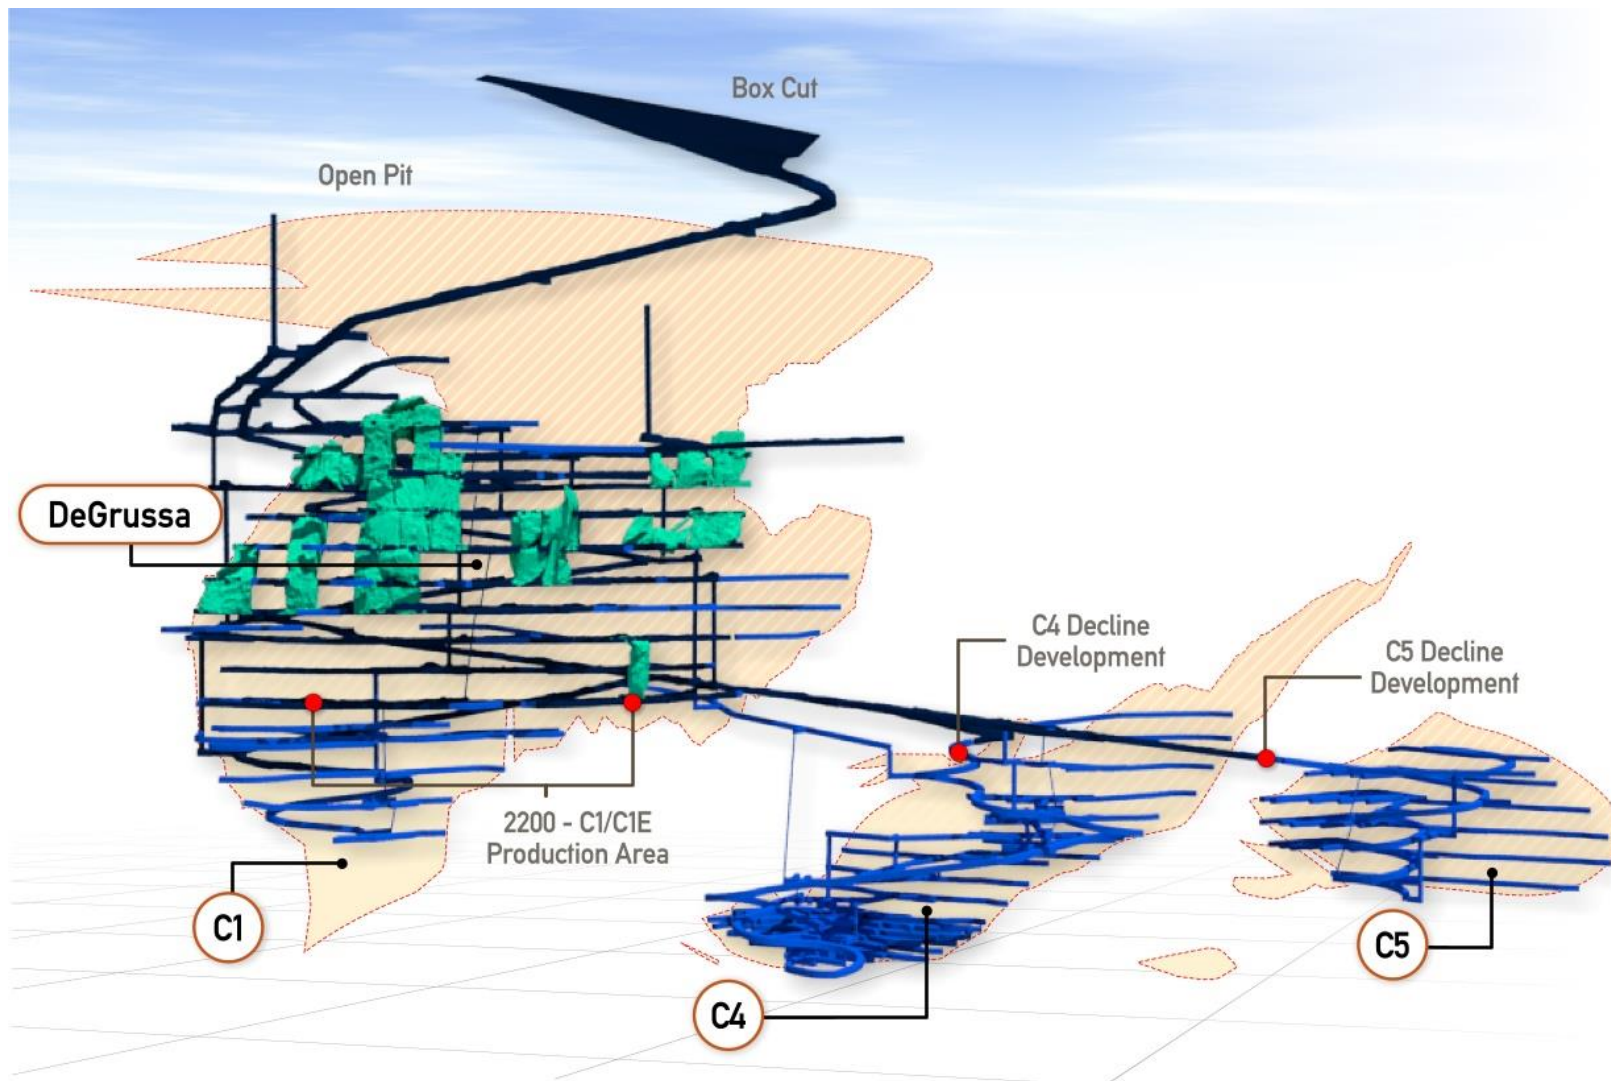 Box Cut
Open Pit
DeGrussa
C4 Decline
Development
C5 Decline
Development
2200 - C1/C1E
Production Area
C1
C5
C4